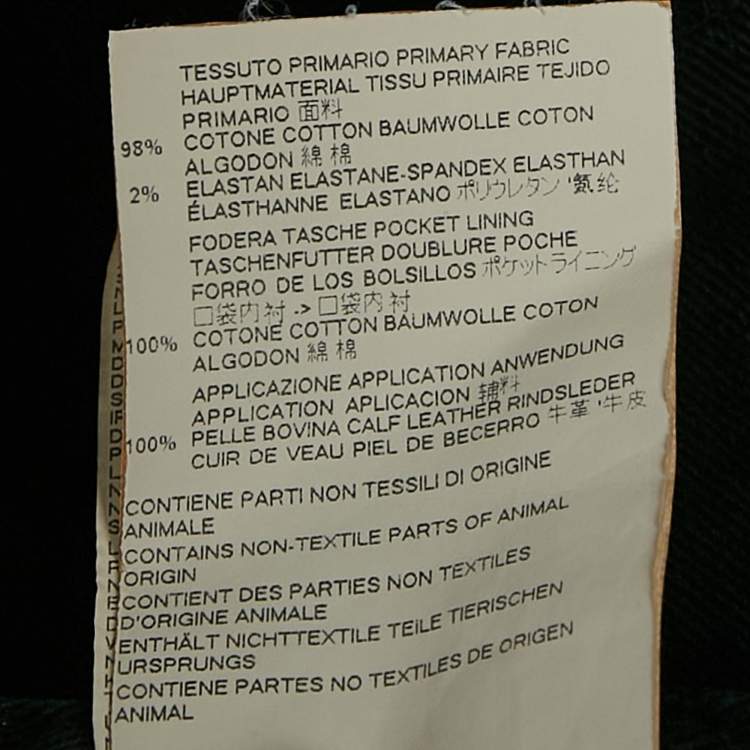 TESSUTO PRIMARIO PRIMARY FABRIC
HAUPTMATERIAL TISSU PRIMAIRE TEJIDO
PRIMARIO 面料
98% COTONE COTTON BAUMWOLLE COTON
ALGODON 綿 棉
2% ELASTAN ELASTANE-SPANDEX ELASTHAN
ÉLASTHANNE ELASTANO ポリウレタン '氨纶
FODERA TASCHE POCKET LINING
TASCHENFUTTER DOUBLURE POCHE
FORRO DE LOS BOLSILLOS ポケットライニング
口袋内衬 -> 口袋内衬
100% COTONE COTTON BAUMWOLLE COTON
ALGODON 綿 棉
APPLICAZIONE APPLICATION ANWENDUNG
APPLICATION APLICACION 辅料
100% PELLE BOVINA CALF LEATHER RINDSLEDER
CUIR DE VEAU PIEL DE BECERRO 牛革 '牛皮
CONTIENE PARTI NON TESSILI DI ORIGINE
ANIMALE
CONTAINS NON-TEXTILE PARTS OF ANIMAL
ORIGIN
CONTIENT DES PARTIES NON TEXTILES
D'ORIGINE ANIMALE
ENTHÄLT NICHTTEXTILE TEILE TIERISCHEN
URSPRUNGS
CONTIENE PARTES NO TEXTILES DE ORIGEN
ANIMAL